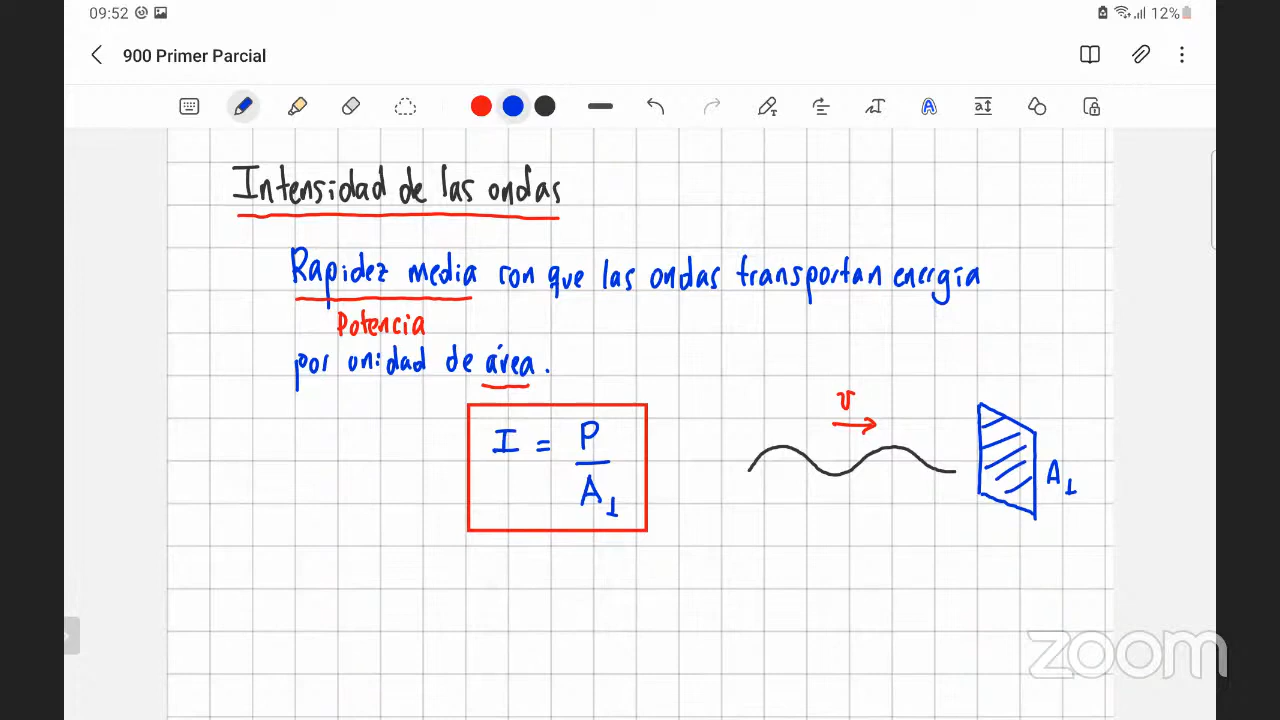 09:52
12%
900 Primer Parcial
Intensidad de las ondas
Rapidez media con que las ondas transportan energía
Potencia
por unidad de área.
v
I = P / A⊥
A⊥
zoom